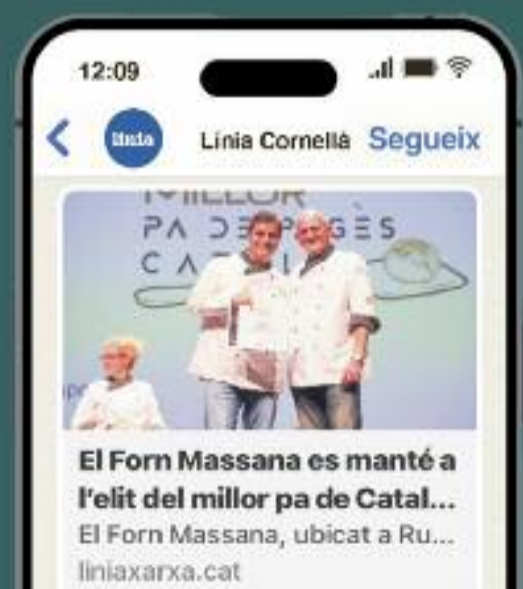 12:09
línia
Línia Cornellà
Segueix
MILLOR
PA DE PAGÈS
El Forn Massana es manté a
l'elit del millor pa de Catal...
El Forn Massana, ubicat a Ru...
liniaxarxa.cat